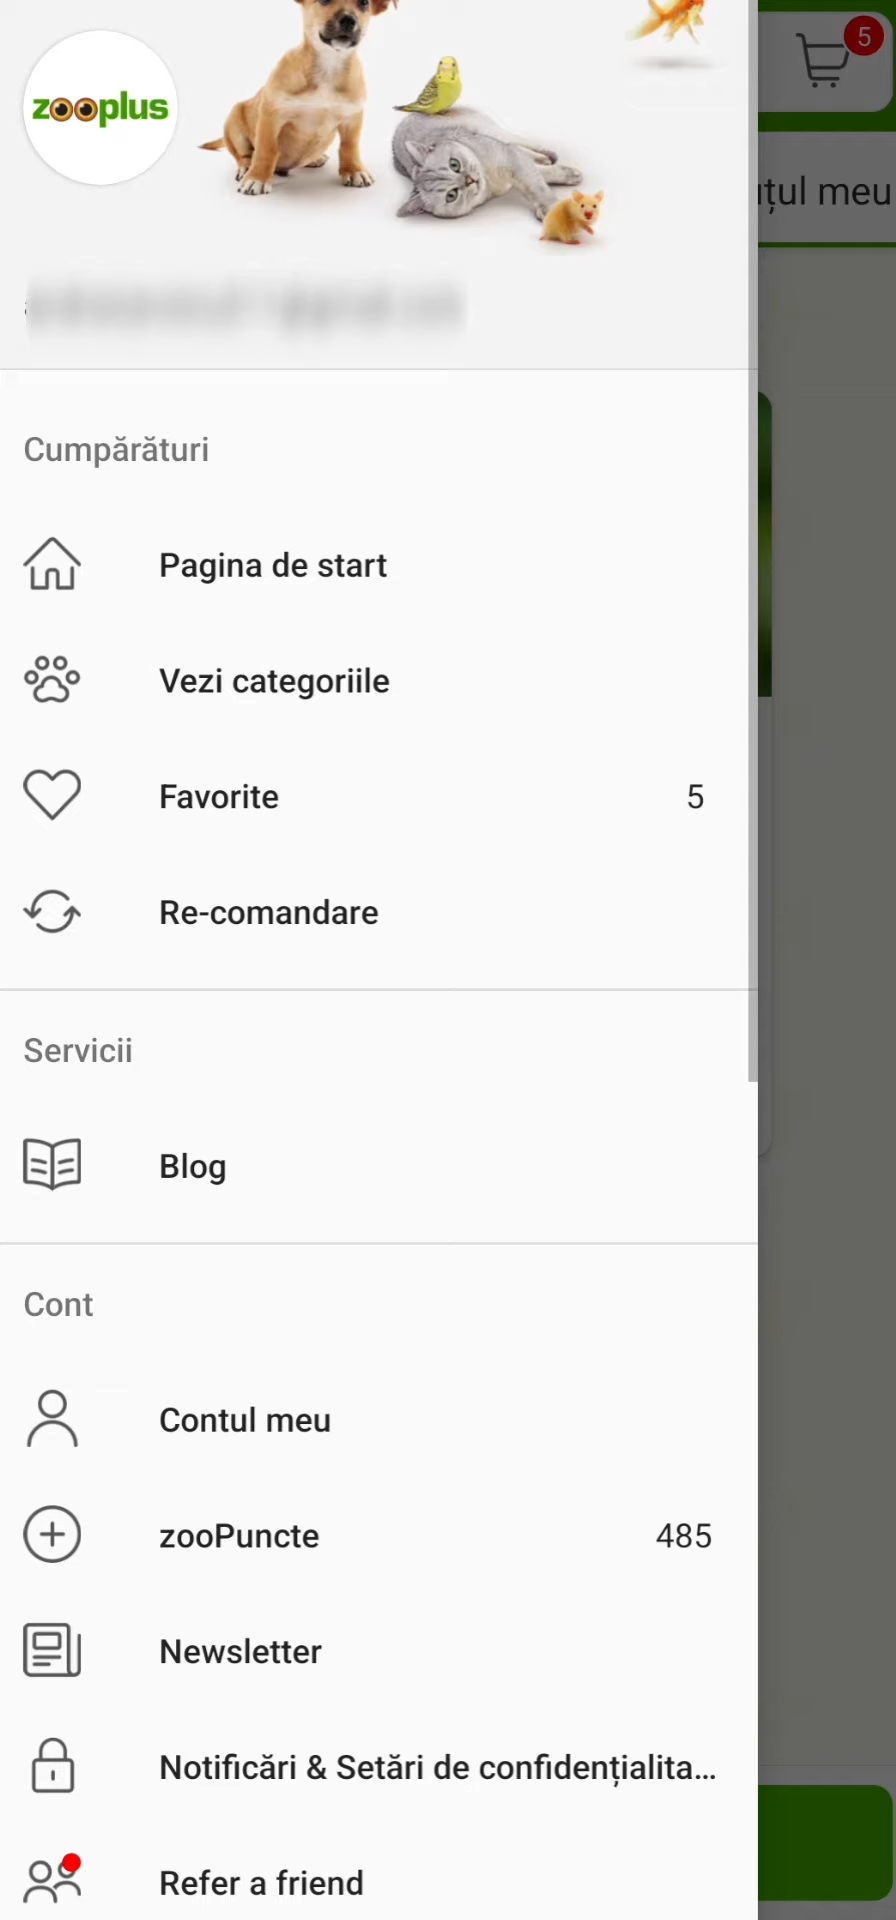 5
zooplus
Cumpărături
Pagina de start
Vezi categoriile
Favorite 5
Re-comandare
Servicii
Blog
Cont
Contul meu
zooPuncte 485
Newsletter
Notificări & Setări de confidențialita...
Refer a friend
meu